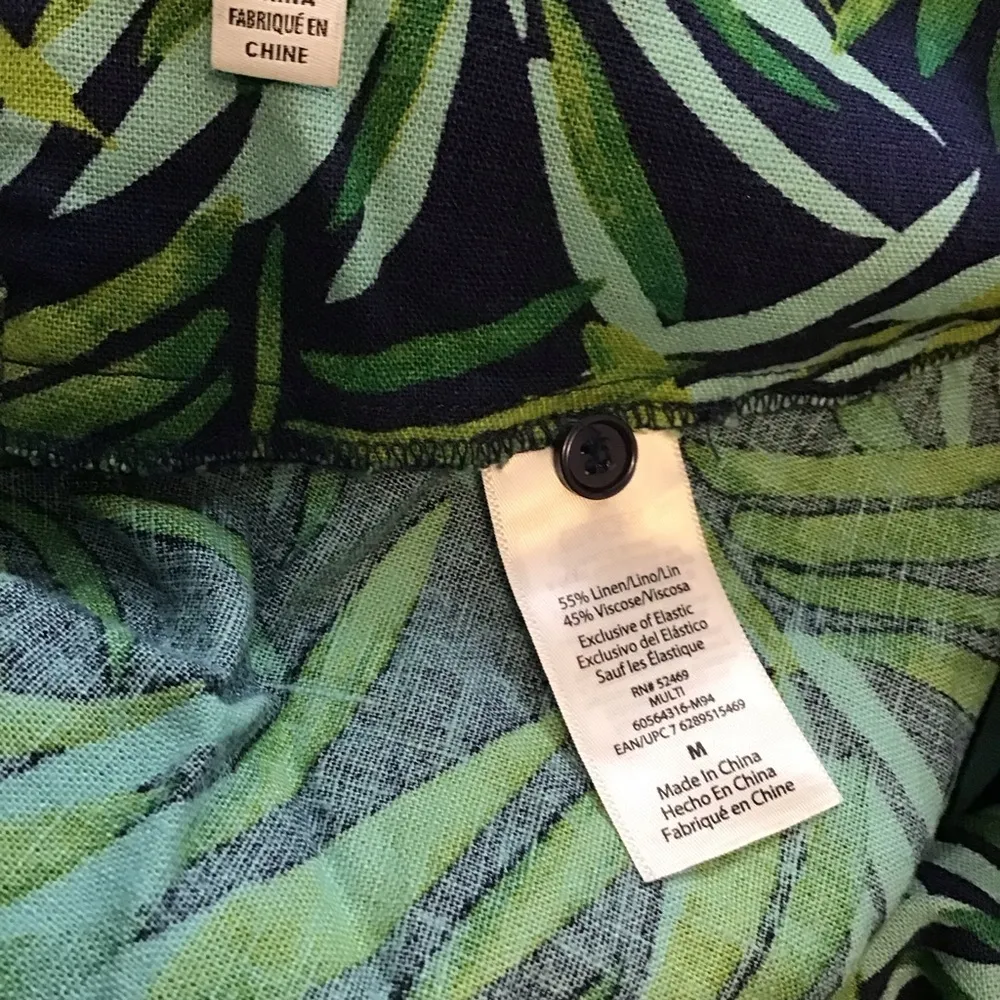 FABRIQUÉ EN
CHINE
55% Linen/Lino/Lin
45% Viscose/Viscosa
Exclusive of Elastic
Exclusivo del Elástico
Sauf les Élastique
RN# 52469
MULTI
60564316-M94
EAN/UPC 7 6289515469
M
Made In China
Hecho En China
Fabriqué en Chine